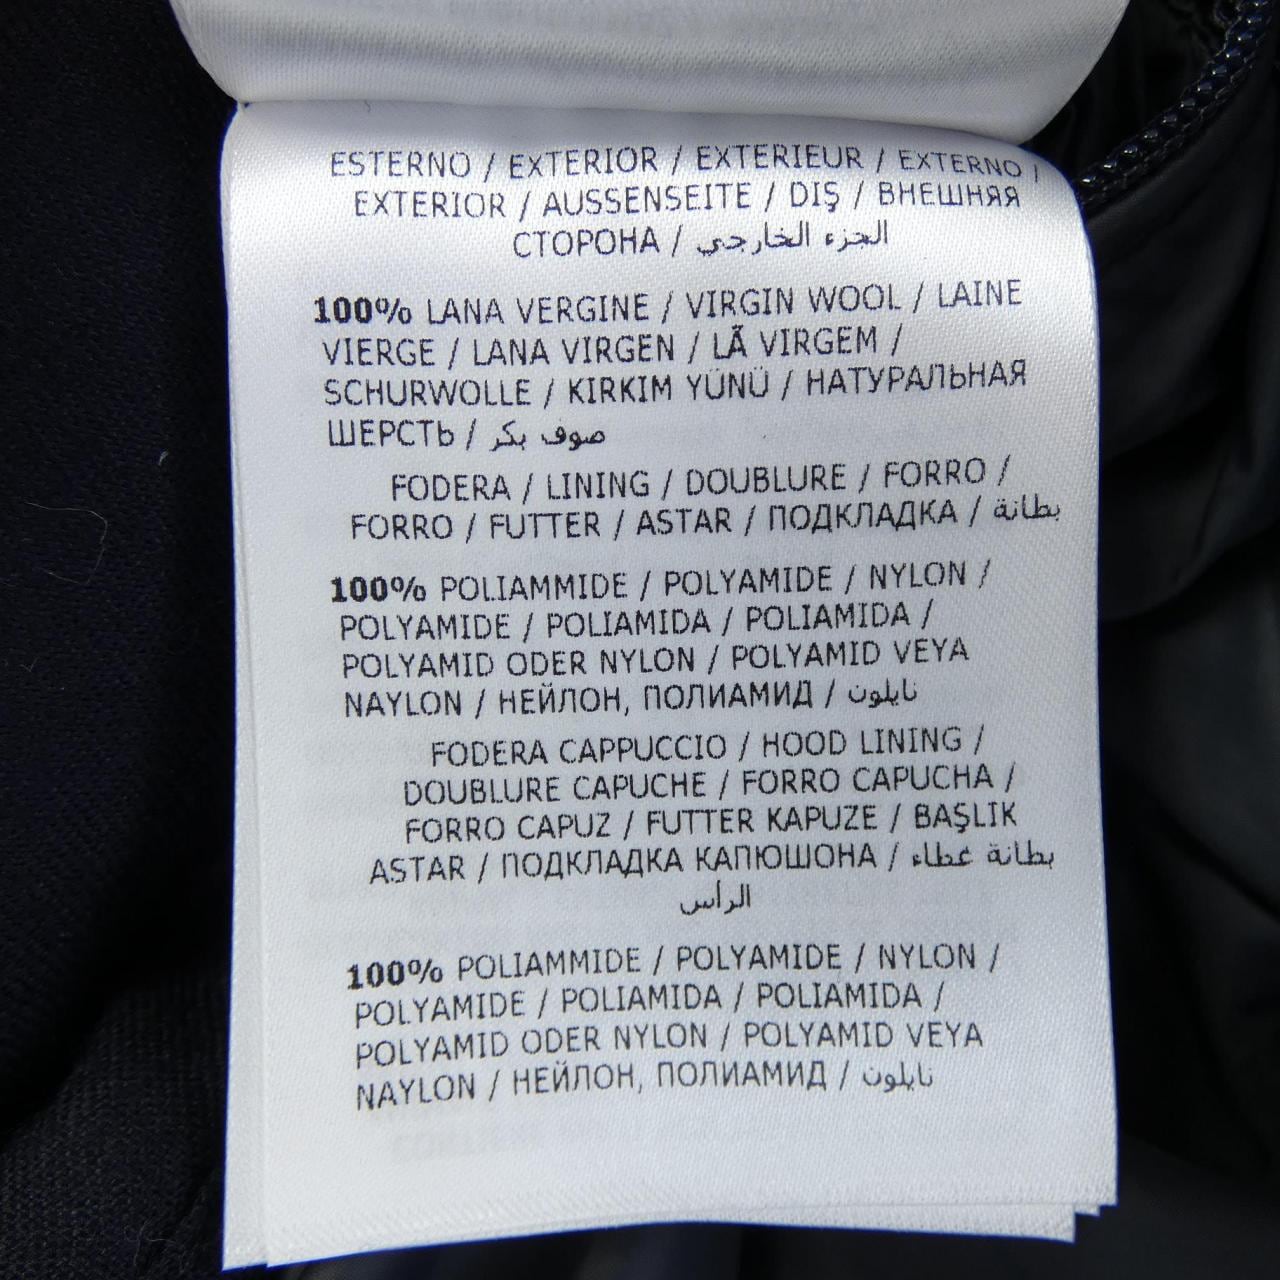 ESTERNO / EXTERIOR / EXTERIEUR / EXTERNO /
EXTERIOR / AUSSENSEITE / DIŞ / ВНЕШНЯЯ
СТОРОНА / الجزء الخارجي
100% LANA VERGINE / VIRGIN WOOL / LAINE
VIERGE / LANA VIRGEN / LÃ VIRGEM /
SCHURWOLLE / KIRKIM YÜNÜ / НАТУРАЛЬНАЯ
ШЕРСТЬ / صوف بكر
FODERA / LINING / DOUBLURE / FORRO /
FORRO / FUTTER / ASTAR / ПОДКЛАДКА / بطانة
100% POLIAMMIDE / POLYAMIDE / NYLON /
POLYAMIDE / POLIAMIDA / POLIAMIDA /
POLYAMID ODER NYLON / POLYAMID VEYA
NAYLON / НЕЙЛОН, ПОЛИАМИД / نايلون
FODERA CAPPUCCIO / HOOD LINING /
DOUBLURE CAPUCHE / FORRO CAPUCHA /
FORRO CAPUZ / FUTTER KAPUZE / BAŞLIK
ASTAR / ПОДКЛАДКА КАПЮШОНА / بطانة غطاء
الرأس
100% POLIAMMIDE / POLYAMIDE / NYLON /
POLYAMIDE / POLIAMIDA / POLIAMIDA /
POLYAMID ODER NYLON / POLYAMID VEYA
NAYLON / НЕЙЛОН, ПОЛИАМИД / نايلون